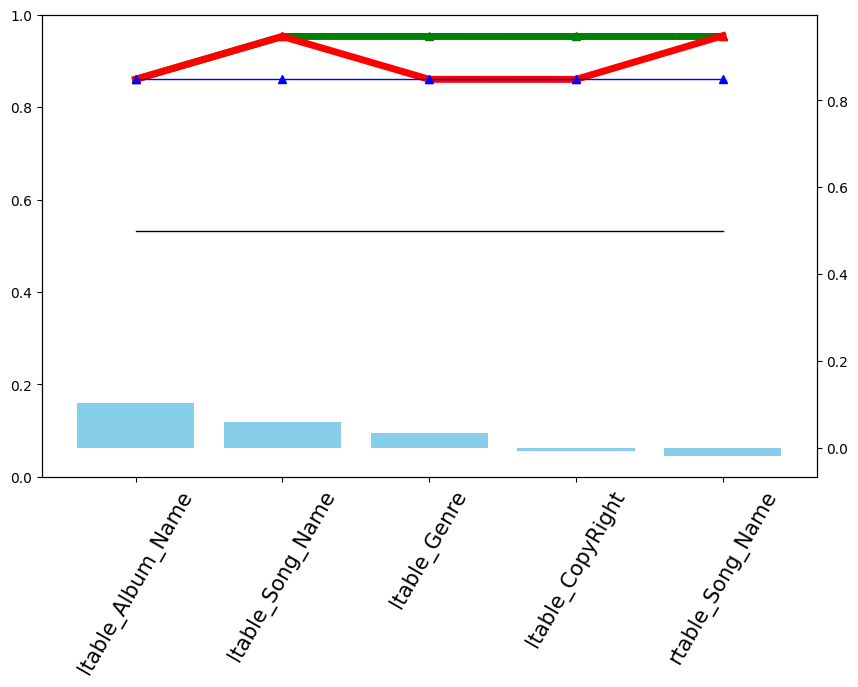 1.0
0.8
0.6
0.4
0.2
0.0
0.8
0.6
0.4
0.2
0.0
ltable_Album_Name
ltable_Song_Name
ltable_Genre
ltable_CopyRight
rtable_Song_Name